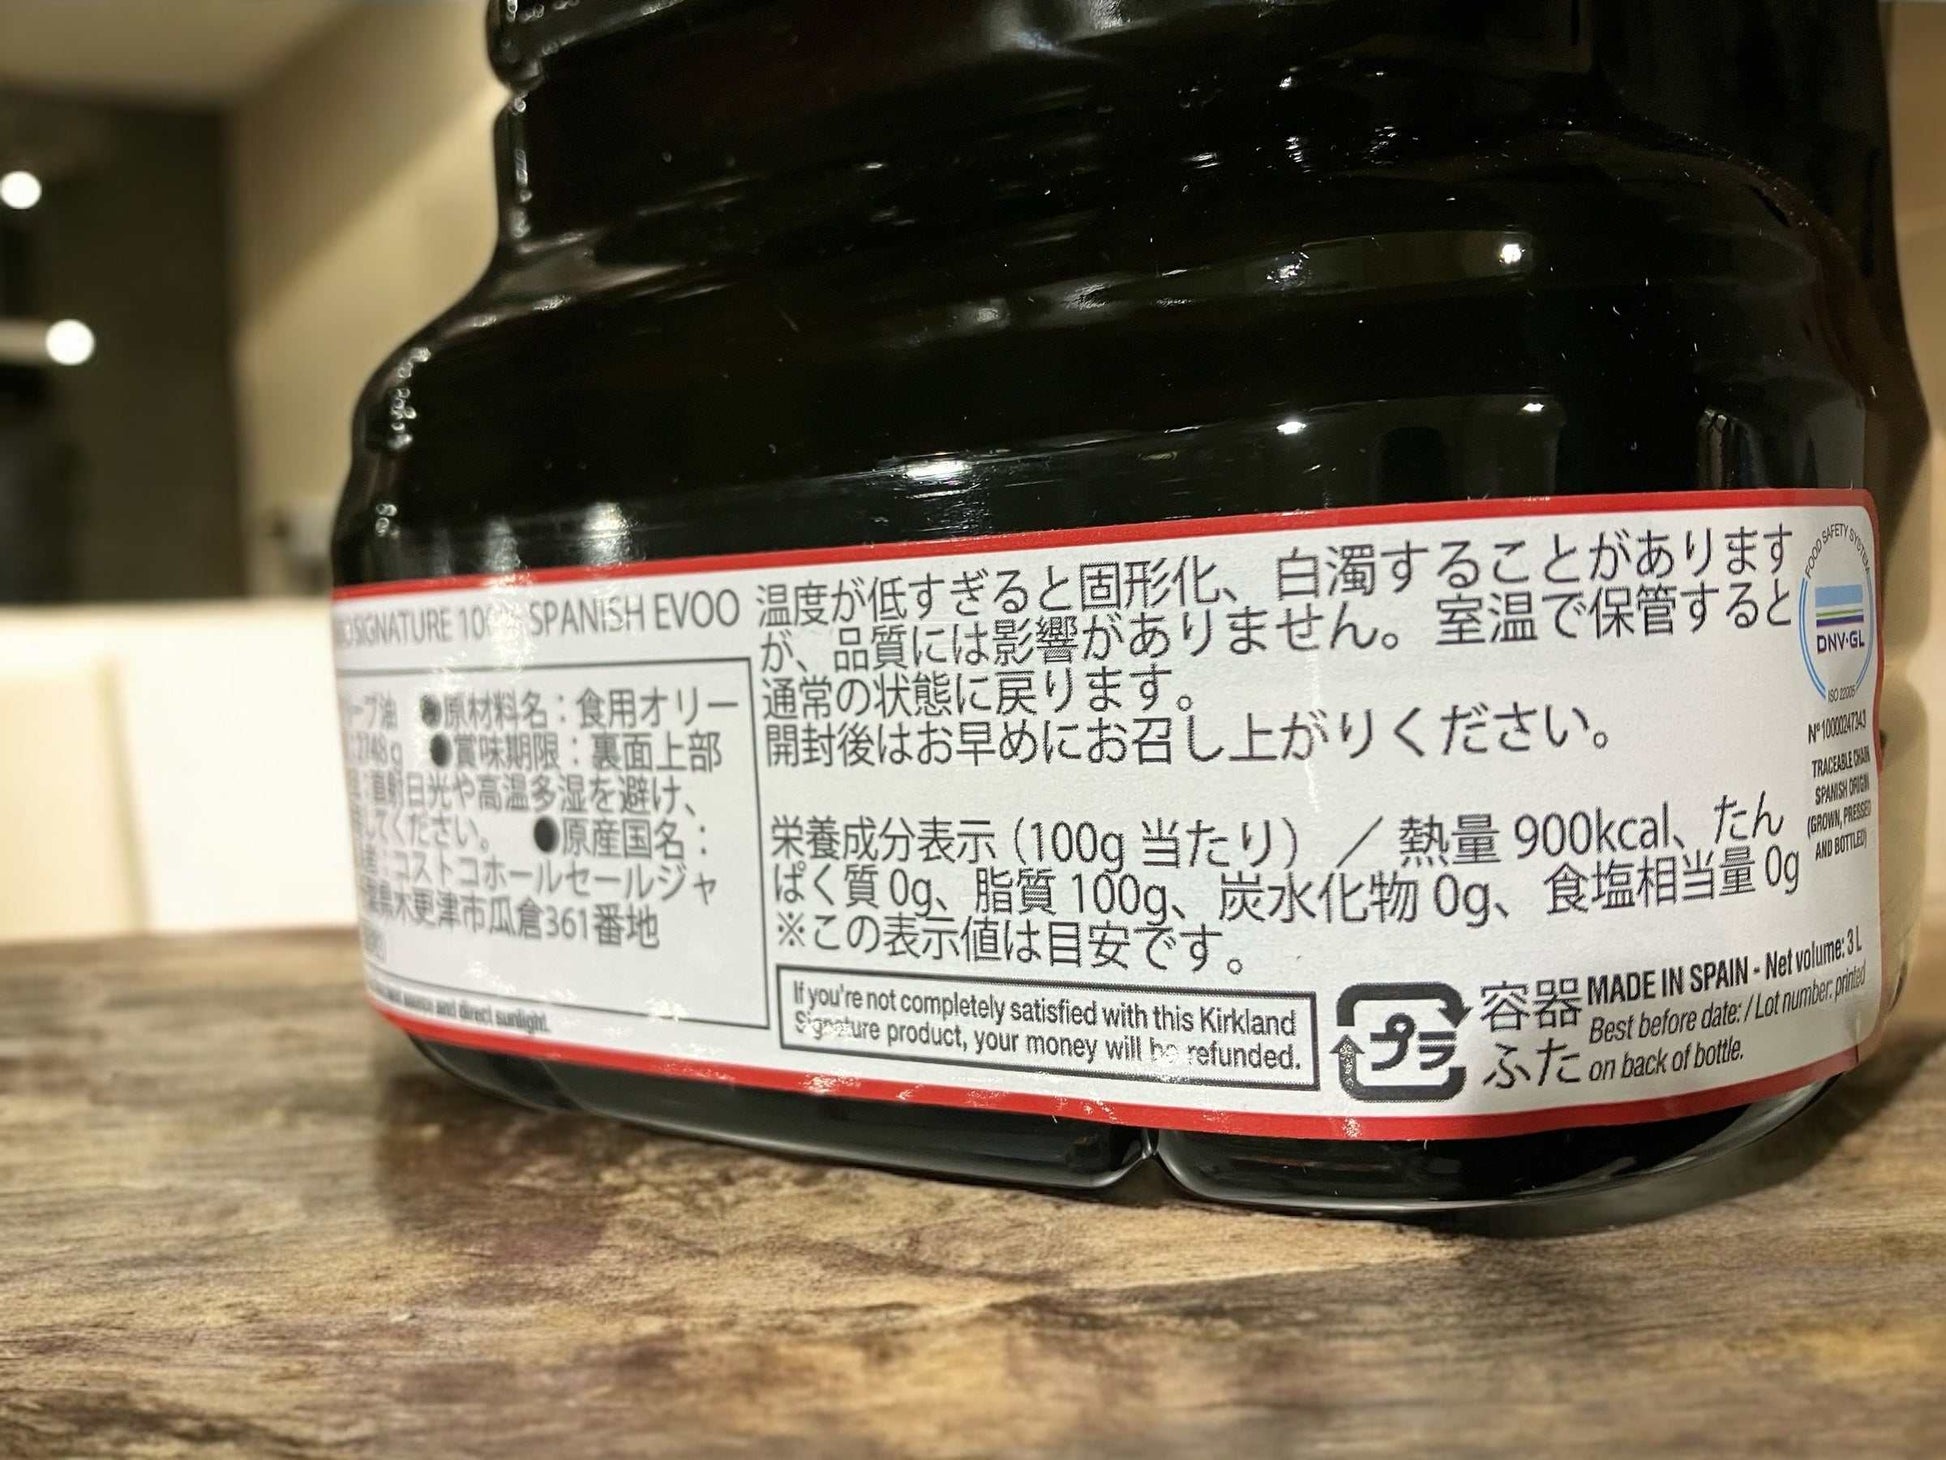 SIGNATURE 100% SPANISH EVOO
ーブ油 ●原材料名：食用オリー
2748g ●賞味期限：裏面上部
直射日光や高温多湿を避け、
してください。 ●原産国名：
コストコホールセールジャ
木更津市瓜倉361番地
and direct sunlight.
温度が低すぎると固形化、白濁することがあります
が、品質には影響がありません。室温で保管すると
通常の状態に戻ります。
開封後はお早めにお召し上がりください。
栄養成分表示（100g 当たり）／熱量 900kcal、たん
ぱく質 0g、脂質 100g、炭水化物 0g、食塩相当量 0g
※この表示値は目安です。
If you're not completely satisfied with this Kirkland
Signature product, your money will be refunded.
プラ
容器
ふた
MADE IN SPAIN - Net volume: 3 L
Best before date: / Lot number: printed
on back of bottle.
FOOD SAFETY SYSTEM
DNV·GL
ISO 22005
Nº 10000247343
TRACEABLE CHAIN
SPANISH ORIGIN
(GROWN, PRESSED
AND BOTTLED)